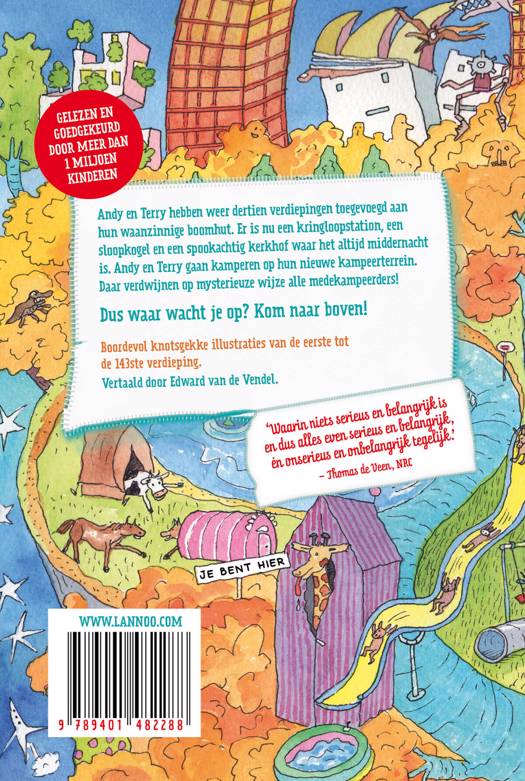 GELEZEN EN
GOEDGEKEURD
DOOR MEER DAN
1 MILJOEN
KINDEREN
Andy en Terry hebben weer dertien verdiepingen toegevoegd aan
hun waanzinnige boomhut. Er is nu een kringloopstation, een
sloopkogel en een spookachtig kerkhof waar het altijd middernacht
is. Andy en Terry gaan kamperen op hun nieuwe kampeerterrein.
Daar verdwijnen op mysterieuze wijze alle medekampeerders!
Dus waar wacht je op? Kom naar boven!
Boordevol knotsgekke illustraties van de eerste tot
de 143ste verdieping.
Vertaald door Edward van de Vendel.
‘Waarin niets serieus en belangrijk is
en dus alles even serieus en belangrijk,
én onserieus en onbelangrijk tegelijk.’
– Thomas de Veen, NRC
JE BENT HIER
WWW.LANNOO.COM
9 789401 482288